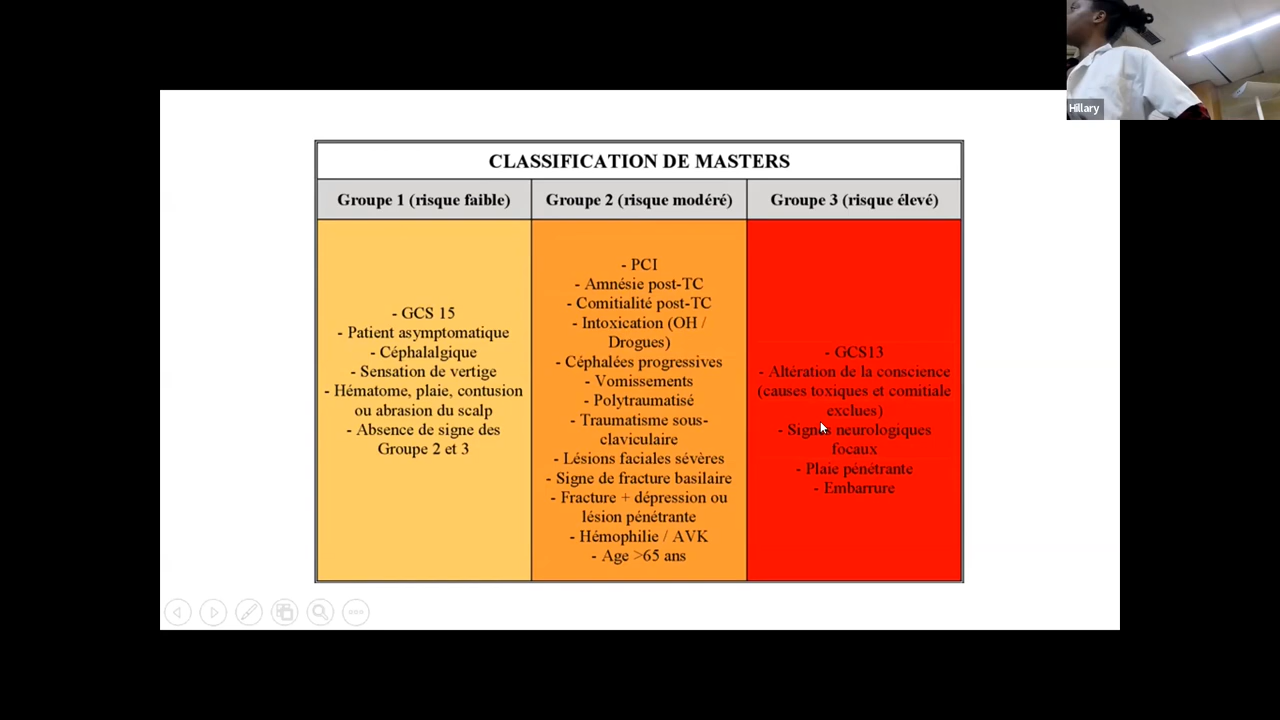 Hillary
CLASSIFICATION DE MASTERS
Groupe 1 (risque faible)
Groupe 2 (risque modéré)
Groupe 3 (risque élevé)
- GCS 15
- Patient asymptomatique
- Céphalalgique
- Sensation de vertige
- Hématome, plaie, contusion
ou abrasion du scalp
- Absence de signe des
Groupe 2 et 3
- PCI
- Amnésie post-TC
- Comitialité post-TC
- Intoxication (OH /
Drogues)
- Céphalées progressives
- Vomissements
- Polytraumatisé
- Traumatisme sous-
claviculaire
- Lésions faciales sévères
- Signe de fracture basilaire
- Fracture + dépression ou
lésion pénétrante
- Hémophilie / AVK
- Age >65 ans
- GCS13
- Altération de la conscience
(causes toxiques et comitiale
exclues)
- Signes neurologiques
focaux
- Plaie pénétrante
- Embarrure